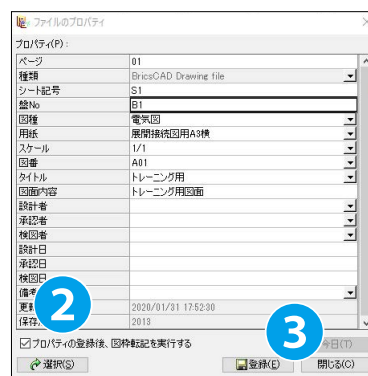 ファイルのプロパティ
プロパティ(P):
ページ 01
種類 BricsCAD Drawing file
シート記号 S1
盤No B1
図種 電気図
用紙 展開接続図用A3横
スケール 1/1
図番 A01
タイトル トレーニング用
図面内容 トレーニング用図面
設計者
承認者
検図者
設計日
承認日
検図日
備考
更 2020/01/31 17:52:30
保存 2013
2
3
プロパティの登録後、図枠転記を実行する 今日(T)
選択(S) 登録(E) 閉じる(C)